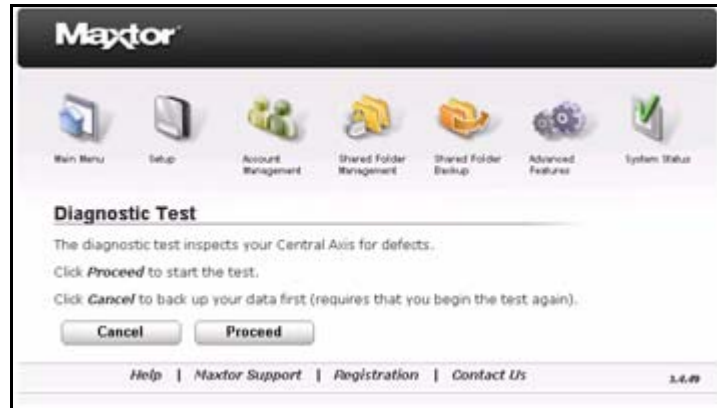 Maxtor
Main Menu
Setup
Account Management
Shared Folder Management
Shared Folder Backup
Advanced Features
System Status
Diagnostic Test
The diagnostic test inspects your Central Axis for defects.
Click Proceed to start the test.
Click Cancel to back up your data first (requires that you begin the test again).
Cancel
Proceed
Help | Maxtor Support | Registration | Contact Us